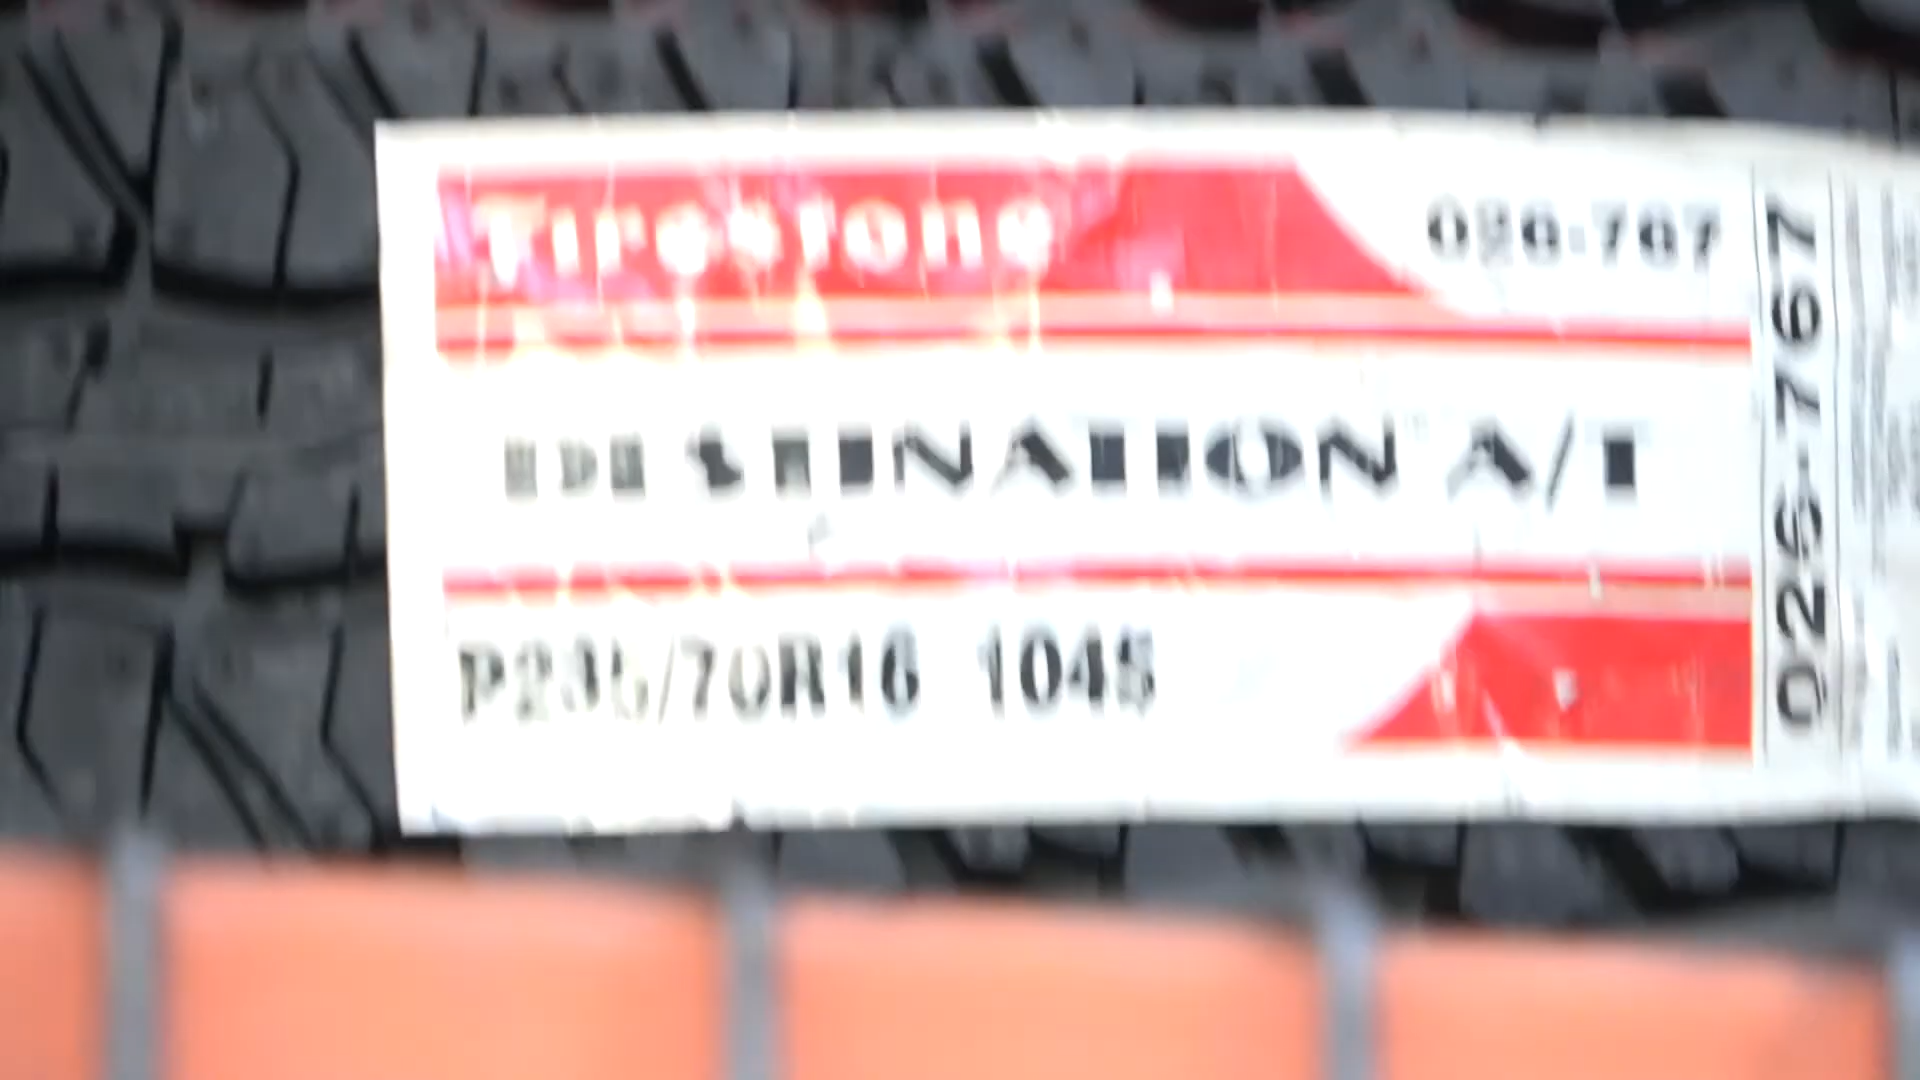 Firestone
026-767
DESTINATION A/T
P235/70R16 104S
026-767